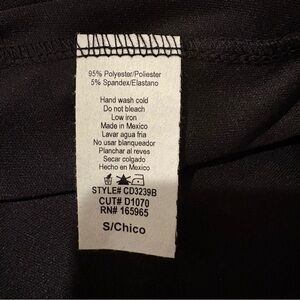 95% Polyester/Poliester
5% Spandex/Elastano
Hand wash cold
Do not bleach
Low iron
Made in Mexico
Lavar agua fria
No usar blanqueador
Planchar al reves
Secar colgado
Hecho en Mexico
STYLE# CD3239B
CUT# D1070
RN# 165965
S/Chico